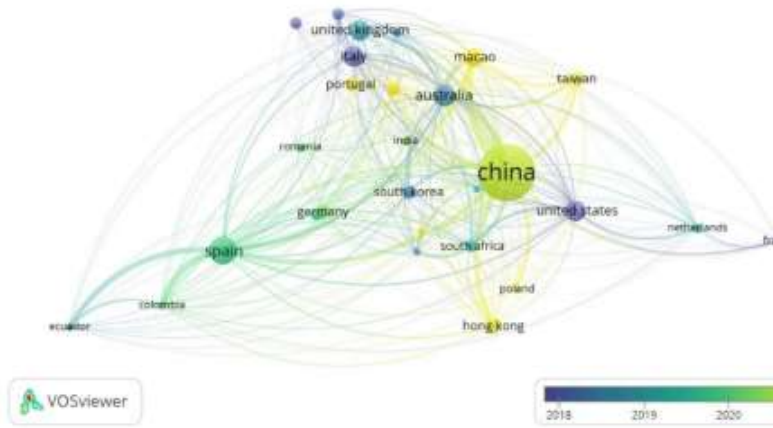 united kingdom
italy
macao
portugal
taiwan
australia
romania
india
china
south korea
germany
united states
netherlands
spain
south africa
poland
colombia
ecuador
hong kong
VOSviewer
2018
2019
2020